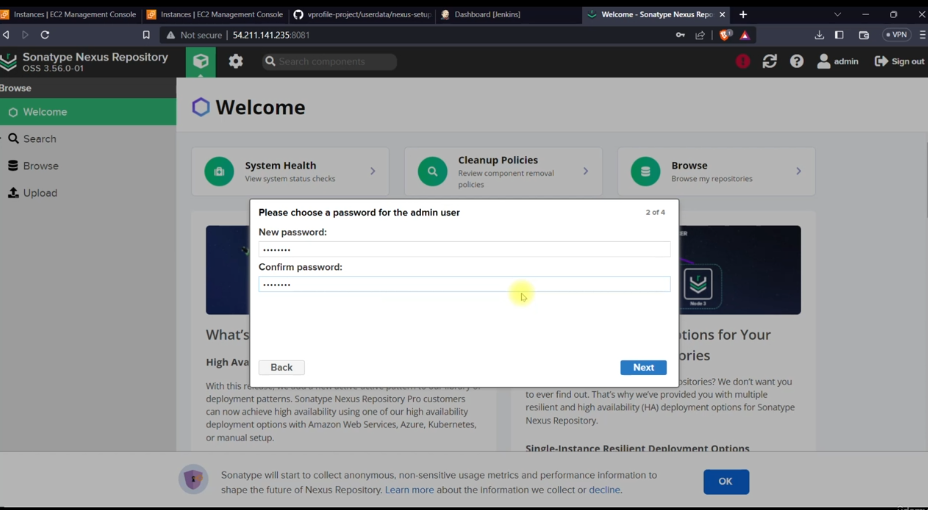 Instances | EC2 Management Console
Instances | EC2 Management Console
vprofile-project/userdata/nexus-setup
Dashboard [Jenkins]
Welcome - Sonatype Nexus Repo
Not secure | 54.211.141.235:8081
VPN
Sonatype Nexus Repository
OSS 3.56.0-01
Search components
admin
Sign out
Browse
Welcome
Search
Browse
Upload
Welcome
System Health
View system status checks
Cleanup Policies
Review component removal
policies
Browse
Browse my repositories
Please choose a password for the admin user
2 of 4
New password:
••••••••
Confirm password:
••••••••
Back
Next
Node 3
What's
High Ava
deployment patterns. Sonatype Nexus Repository Pro customers
can now achieve high availability using one of our high availability
deployment options with Amazon Web Services, Azure, Kubernetes,
or manual setup.
tions for Your
ories
ositories? We don't want you
to ever find out. That's why we've provided you with multiple
resilient and high availability (HA) deployment options for Sonatype
Nexus Repository.
Single-Instance Resilient Deployment Options
Sonatype will start to collect anonymous, non-sensitive usage metrics and performance information to
shape the future of Nexus Repository. Learn more about the information we collect or decline.
OK